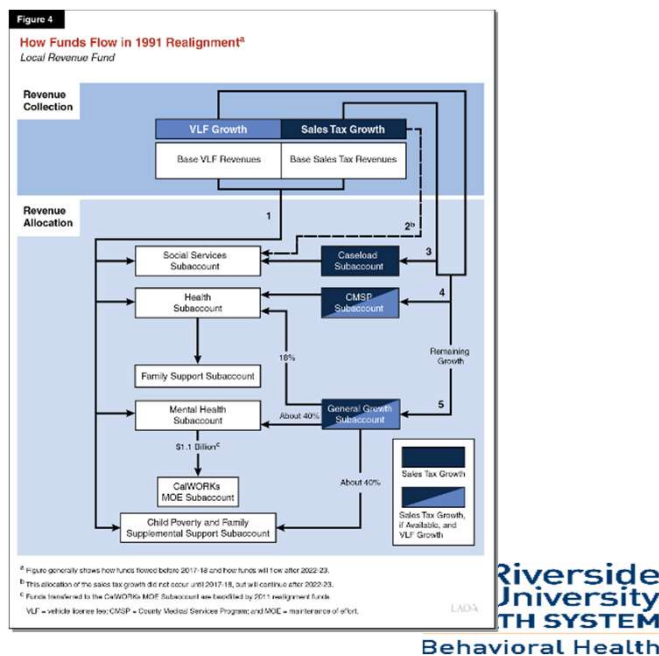 Figure 4
How Funds Flow in 1991 Realignmentª
Local Revenue Fund
Revenue
Collection
VLF Growth
Sales Tax Growth
Base VLF Revenues
Base Sales Tax Revenues
Revenue
Allocation
1
2ᵇ
Social Services
Subaccount
Caseload
Subaccount
3
Health
Subaccount
CMSP
Subaccount
4
18%
Remaining
Growth
Family Support Subaccount
Mental Health
Subaccount
About 40%
General Growth
Subaccount
5
$1.1 Billionᶜ
About 40%
CalWORKs
MOE Subaccount
Child Poverty and Family
Supplemental Support Subaccount
Sales Tax Growth
Sales Tax Growth,
if Available, and
VLF Growth
ª Figure generally shows how funds flowed before 2017-18 and how funds will flow after 2022-23.
ᵇ This allocation of the sales tax growth did not occur until 2017-18, but will continue after 2022-23.
ᶜ Funds transferred to the CalWORKs MOE Subaccount are backfilled by 2011 realignment funds.
VLF = vehicle license fee; CMSP = County Medical Services Program; and MOE = maintenance of effort.
LAO
Riverside
University
TH SYSTEM
Behavioral Health